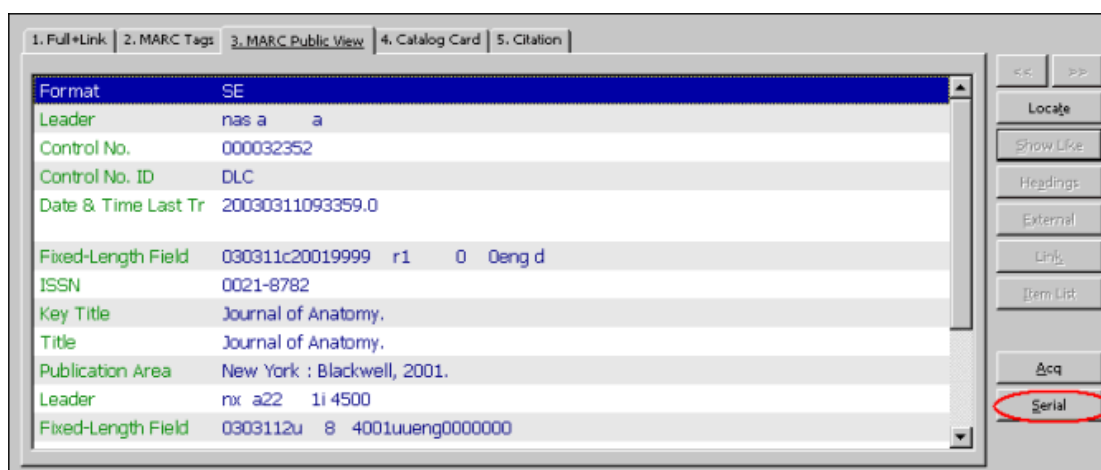 1. Full+Link 2. MARC Tags 3. MARC Public View 4. Catalog Card 5. Citation
<< >>
Format SE
Locate
Leader nas a a
Show Like
Control No. 000032352
Control No. ID DLC
Headings
Date & Time Last Tr 20030311093359.0
External
Fixed-Length Field 030311c20019999 r1 0 0eng d
Link
ISSN 0021-8782
Item List
Key Title Journal of Anatomy.
Title Journal of Anatomy.
Publication Area New York : Blackwell, 2001.
Acq
Leader nx a22 1i 4500
Serial
Fixed-Length Field 0303112u 8 4001uueng0000000